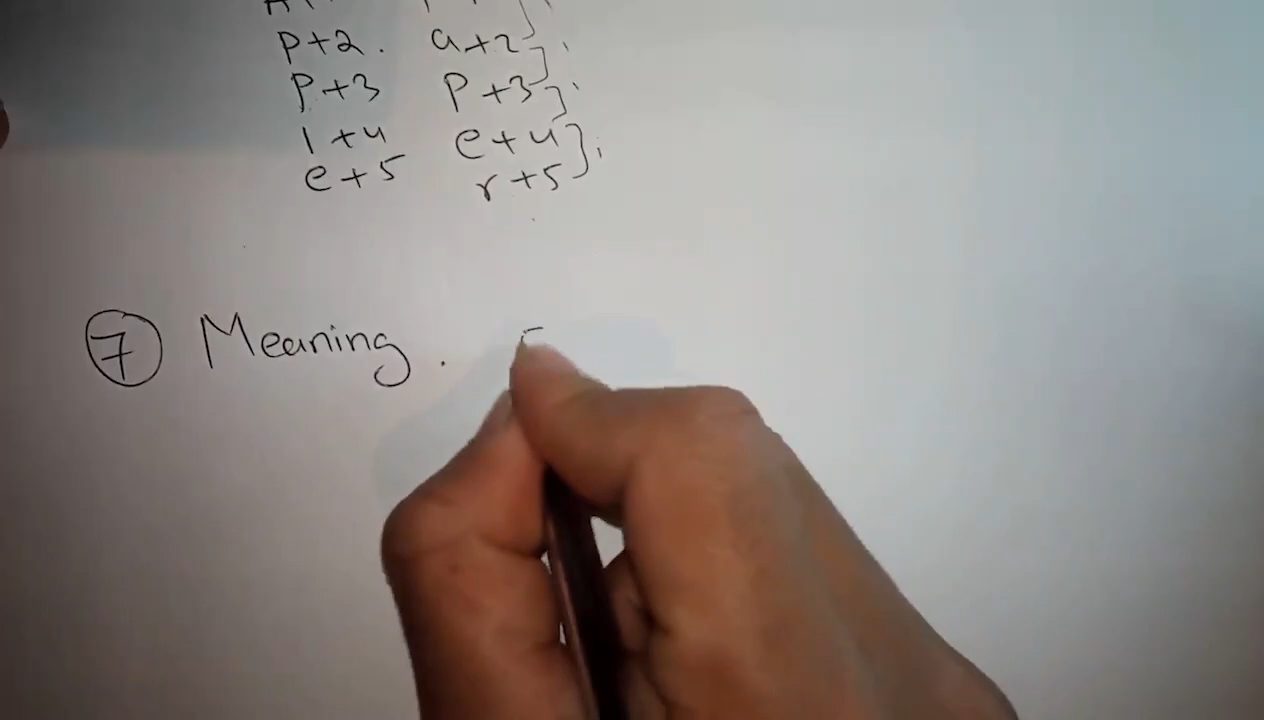 p+2. a+2];
p+3 p+3];
l+4 e+4];
e+5 r+5
⑦ Meaning.